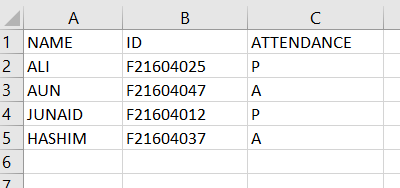 A B C
1 NAME ID ATTENDANCE
2 ALI F21604025 P
3 AUN F21604047 A
4 JUNAID F21604012 P
5 HASHIM F21604037 A
6
7